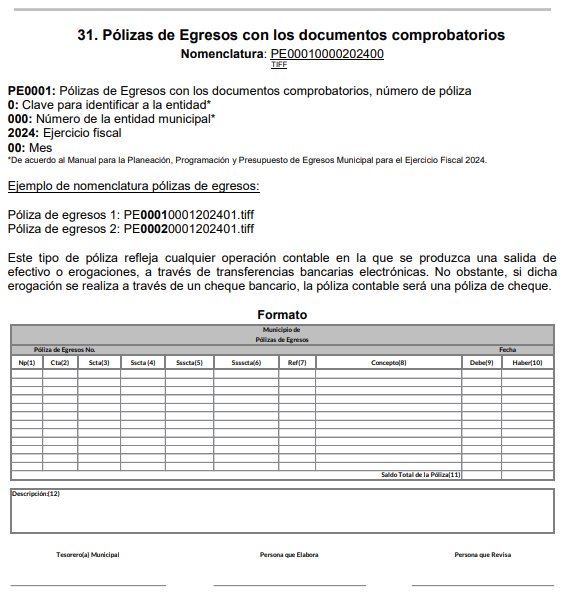 31. Pólizas de Egresos con los documentos comprobatorios
Nomenclatura: PE00010000202400
TIFF
PE0001: Pólizas de Egresos con los documentos comprobatorios, número de póliza
0: Clave para identificar a la entidad*
000: Número de la entidad municipal*
2024: Ejercicio fiscal
00: Mes
*De acuerdo al Manual para la Planeación, Programación y Presupuesto de Egresos Municipal para el Ejercicio Fiscal 2024.
Ejemplo de nomenclatura pólizas de egresos:
Póliza de egresos 1: PE00010001202401.tiff
Póliza de egresos 2: PE00020001202401.tiff
Este tipo de póliza refleja cualquier operación contable en la que se produzca una salida de
efectivo o erogaciones, a través de transferencias bancarias electrónicas. No obstante, si dicha
erogación se realiza a través de un cheque bancario, la póliza contable será una póliza de cheque.
Formato
Municipio de
Pólizas de Egresos
Póliza de Egresos No. Fecha
Np(1) Cta(2) Scta(3) Sscta (4) Ssscta(5) Sssscta(6) Ref(7) Concepto(8) Debe(9) Haber(10)
Saldo Total de la Póliza(11)
Descripción:(12)
Tesorero(a) Municipal Persona que Elabora Persona que Revisa